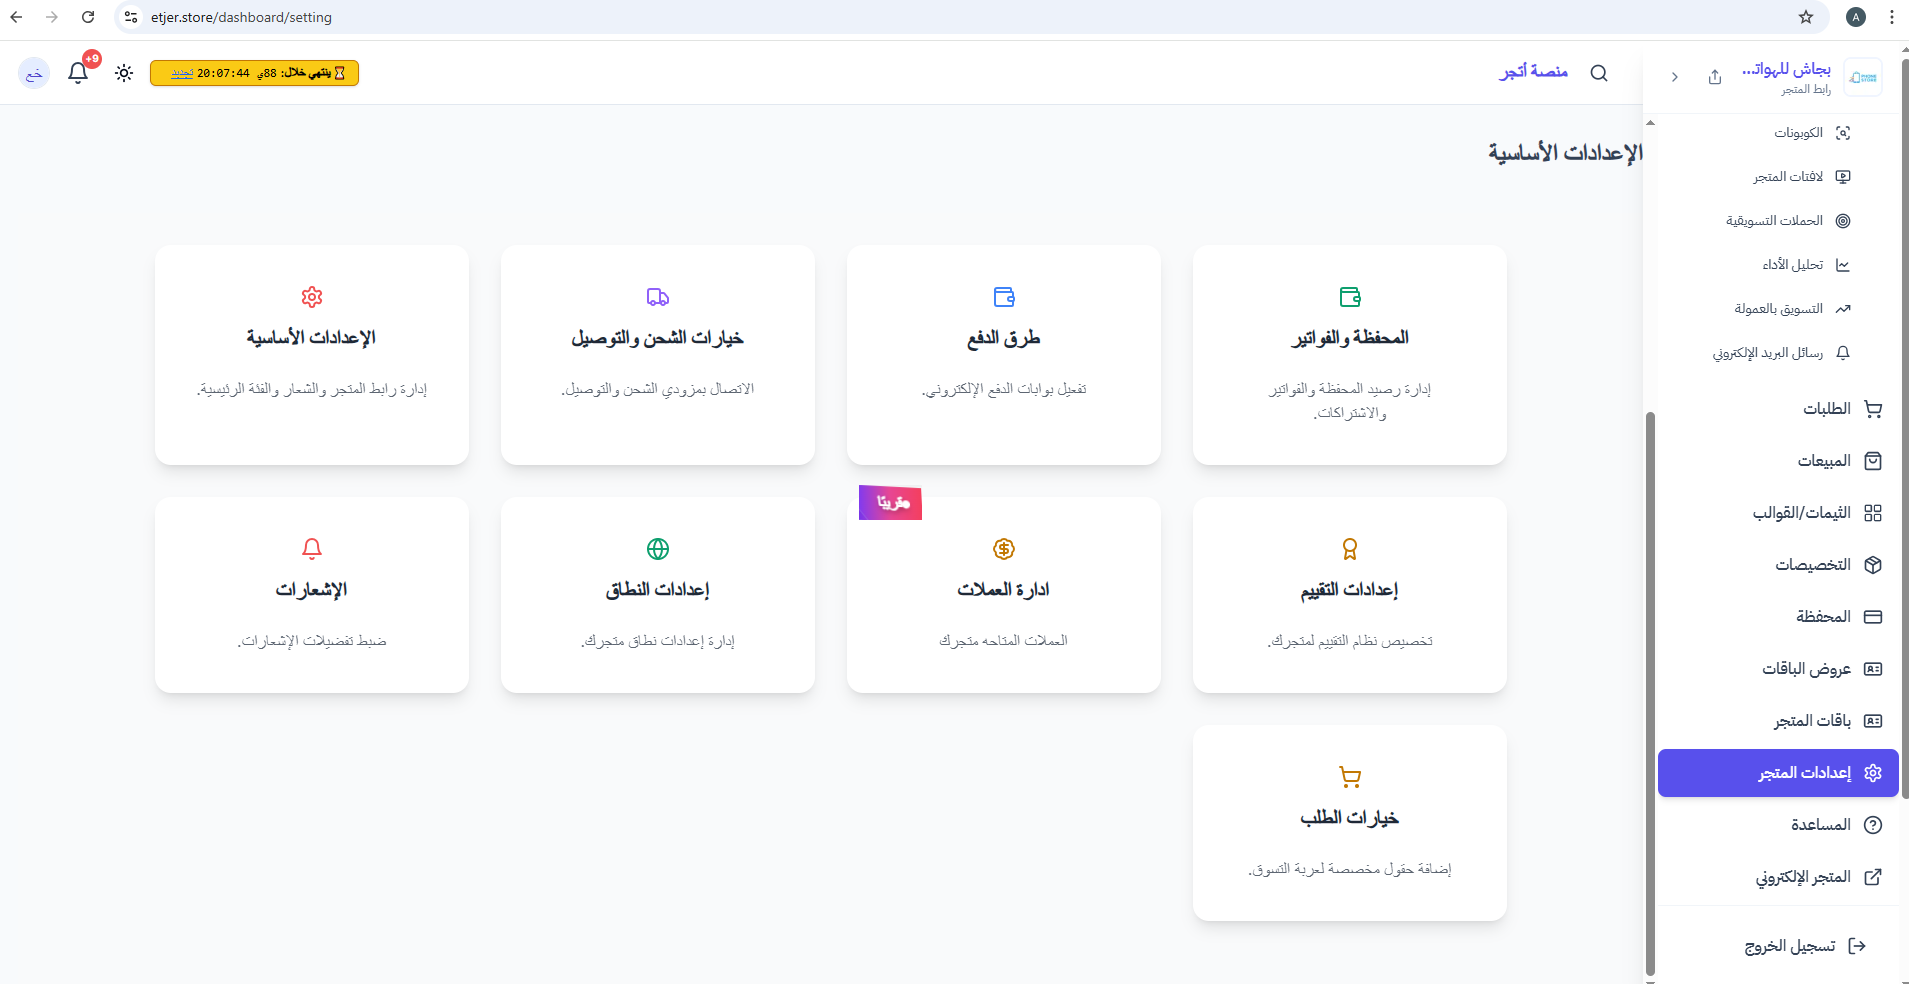 etjer.store/dashboard/setting
A
خع
+9
ينتهي خلال: 88ي 20:07:44 تجديد
منصة أتجر
بجاش للهواتـ...
رابط المتجر
PHONE STORE
الكوبونات
لافتات المتجر
الحملات التسويقية
تحليل الأداء
التسويق بالعمولة
رسائل البريد الإلكتروني
الطلبات
المبيعات
الثيمات/القوالب
التخصيصات
المحفظة
عروض الباقات
باقات المتجر
إعدادات المتجر
المساعدة
المتجر الإلكتروني
تسجيل الخروج
الإعدادات الأساسية
المحفظة والفواتير
إدارة رصيد المحفظة والفواتير
والاشتراكات.
طرق الدفع
تفعيل بوابات الدفع الإلكتروني.
خيارات الشحن والتوصيل
الاتصال بمزودي الشحن والتوصيل.
الإعدادات الأساسية
إدارة رابط المتجر والشعار والفئة الرئيسية.
إعدادات التقييم
تخصيص نظام التقييم لمتجرك.
ادارة العملات
العملات المتاحه متجرك
إعدادات النطاق
إدارة إعدادات نطاق متجرك.
الإشعارات
ضبط تفضيلات الإشعارات.
خيارات الطلب
إضافة حقول مخصصة لعربة التسوق.